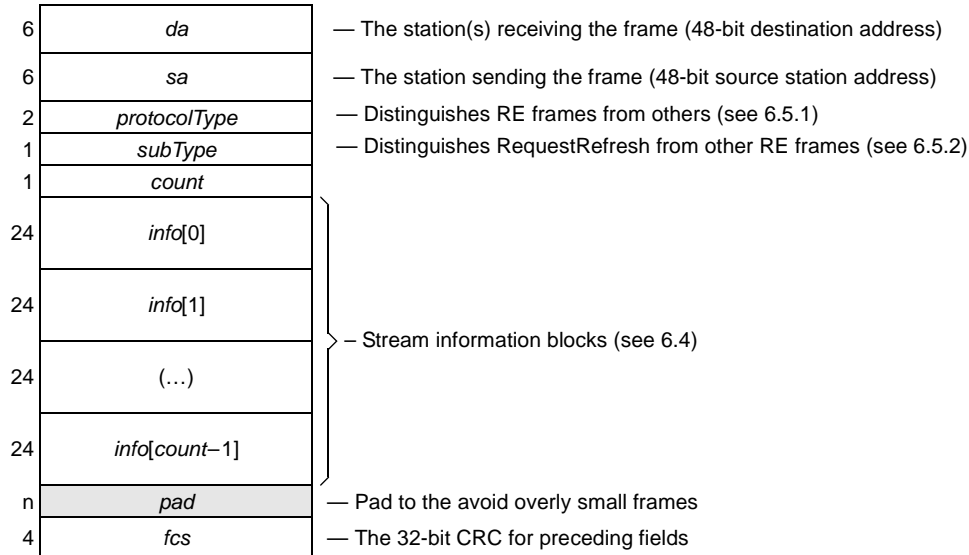 6 da — The station(s) receiving the frame (48-bit destination address)
6 sa — The station sending the frame (48-bit source station address)
2 protocolType — Distinguishes RE frames from others (see 6.5.1)
1 subType — Distinguishes RequestRefresh from other RE frames (see 6.5.2)
1 count
24 info[0]
24 info[1]
– Stream information blocks (see 6.4)
24 (…)
24 info[count–1]
n pad — Pad to the avoid overly small frames
4 fcs — The 32-bit CRC for preceding fields